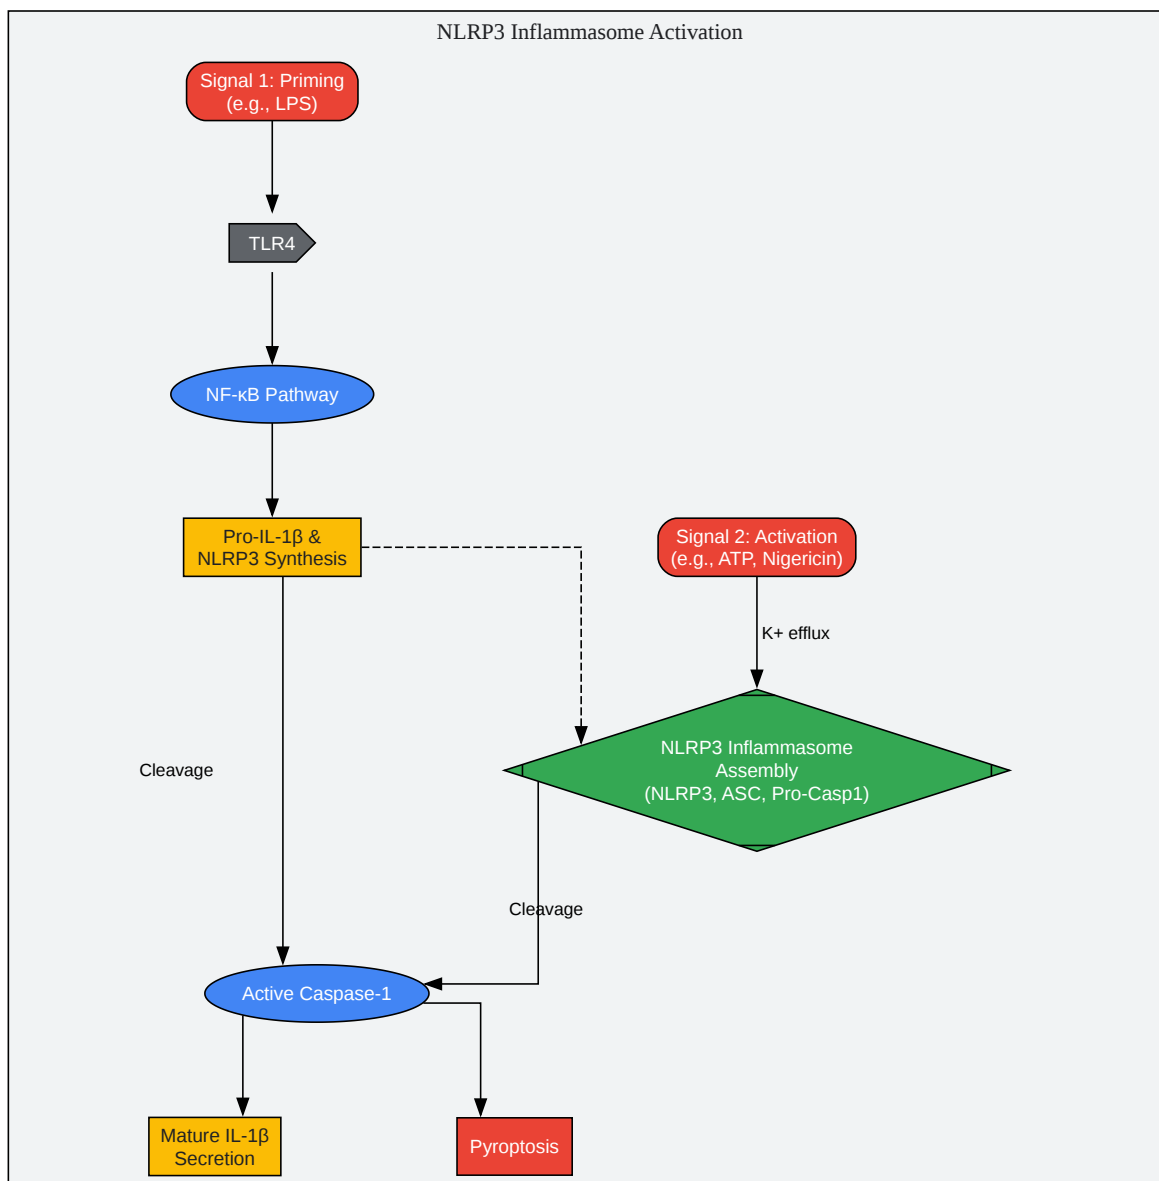 NLRP3 Inflammasome Activation
Signal 1: Priming
(e.g., LPS)
TLR4
NF-κB Pathway
Pro-IL-1β &
NLRP3 Synthesis
Signal 2: Activation
(e.g., ATP, Nigericin)
K+ efflux
NLRP3 Inflammasome
Assembly
(NLRP3, ASC, Pro-Casp1)
Cleavage
Cleavage
Active Caspase-1
Mature IL-1β
Secretion
Pyroptosis